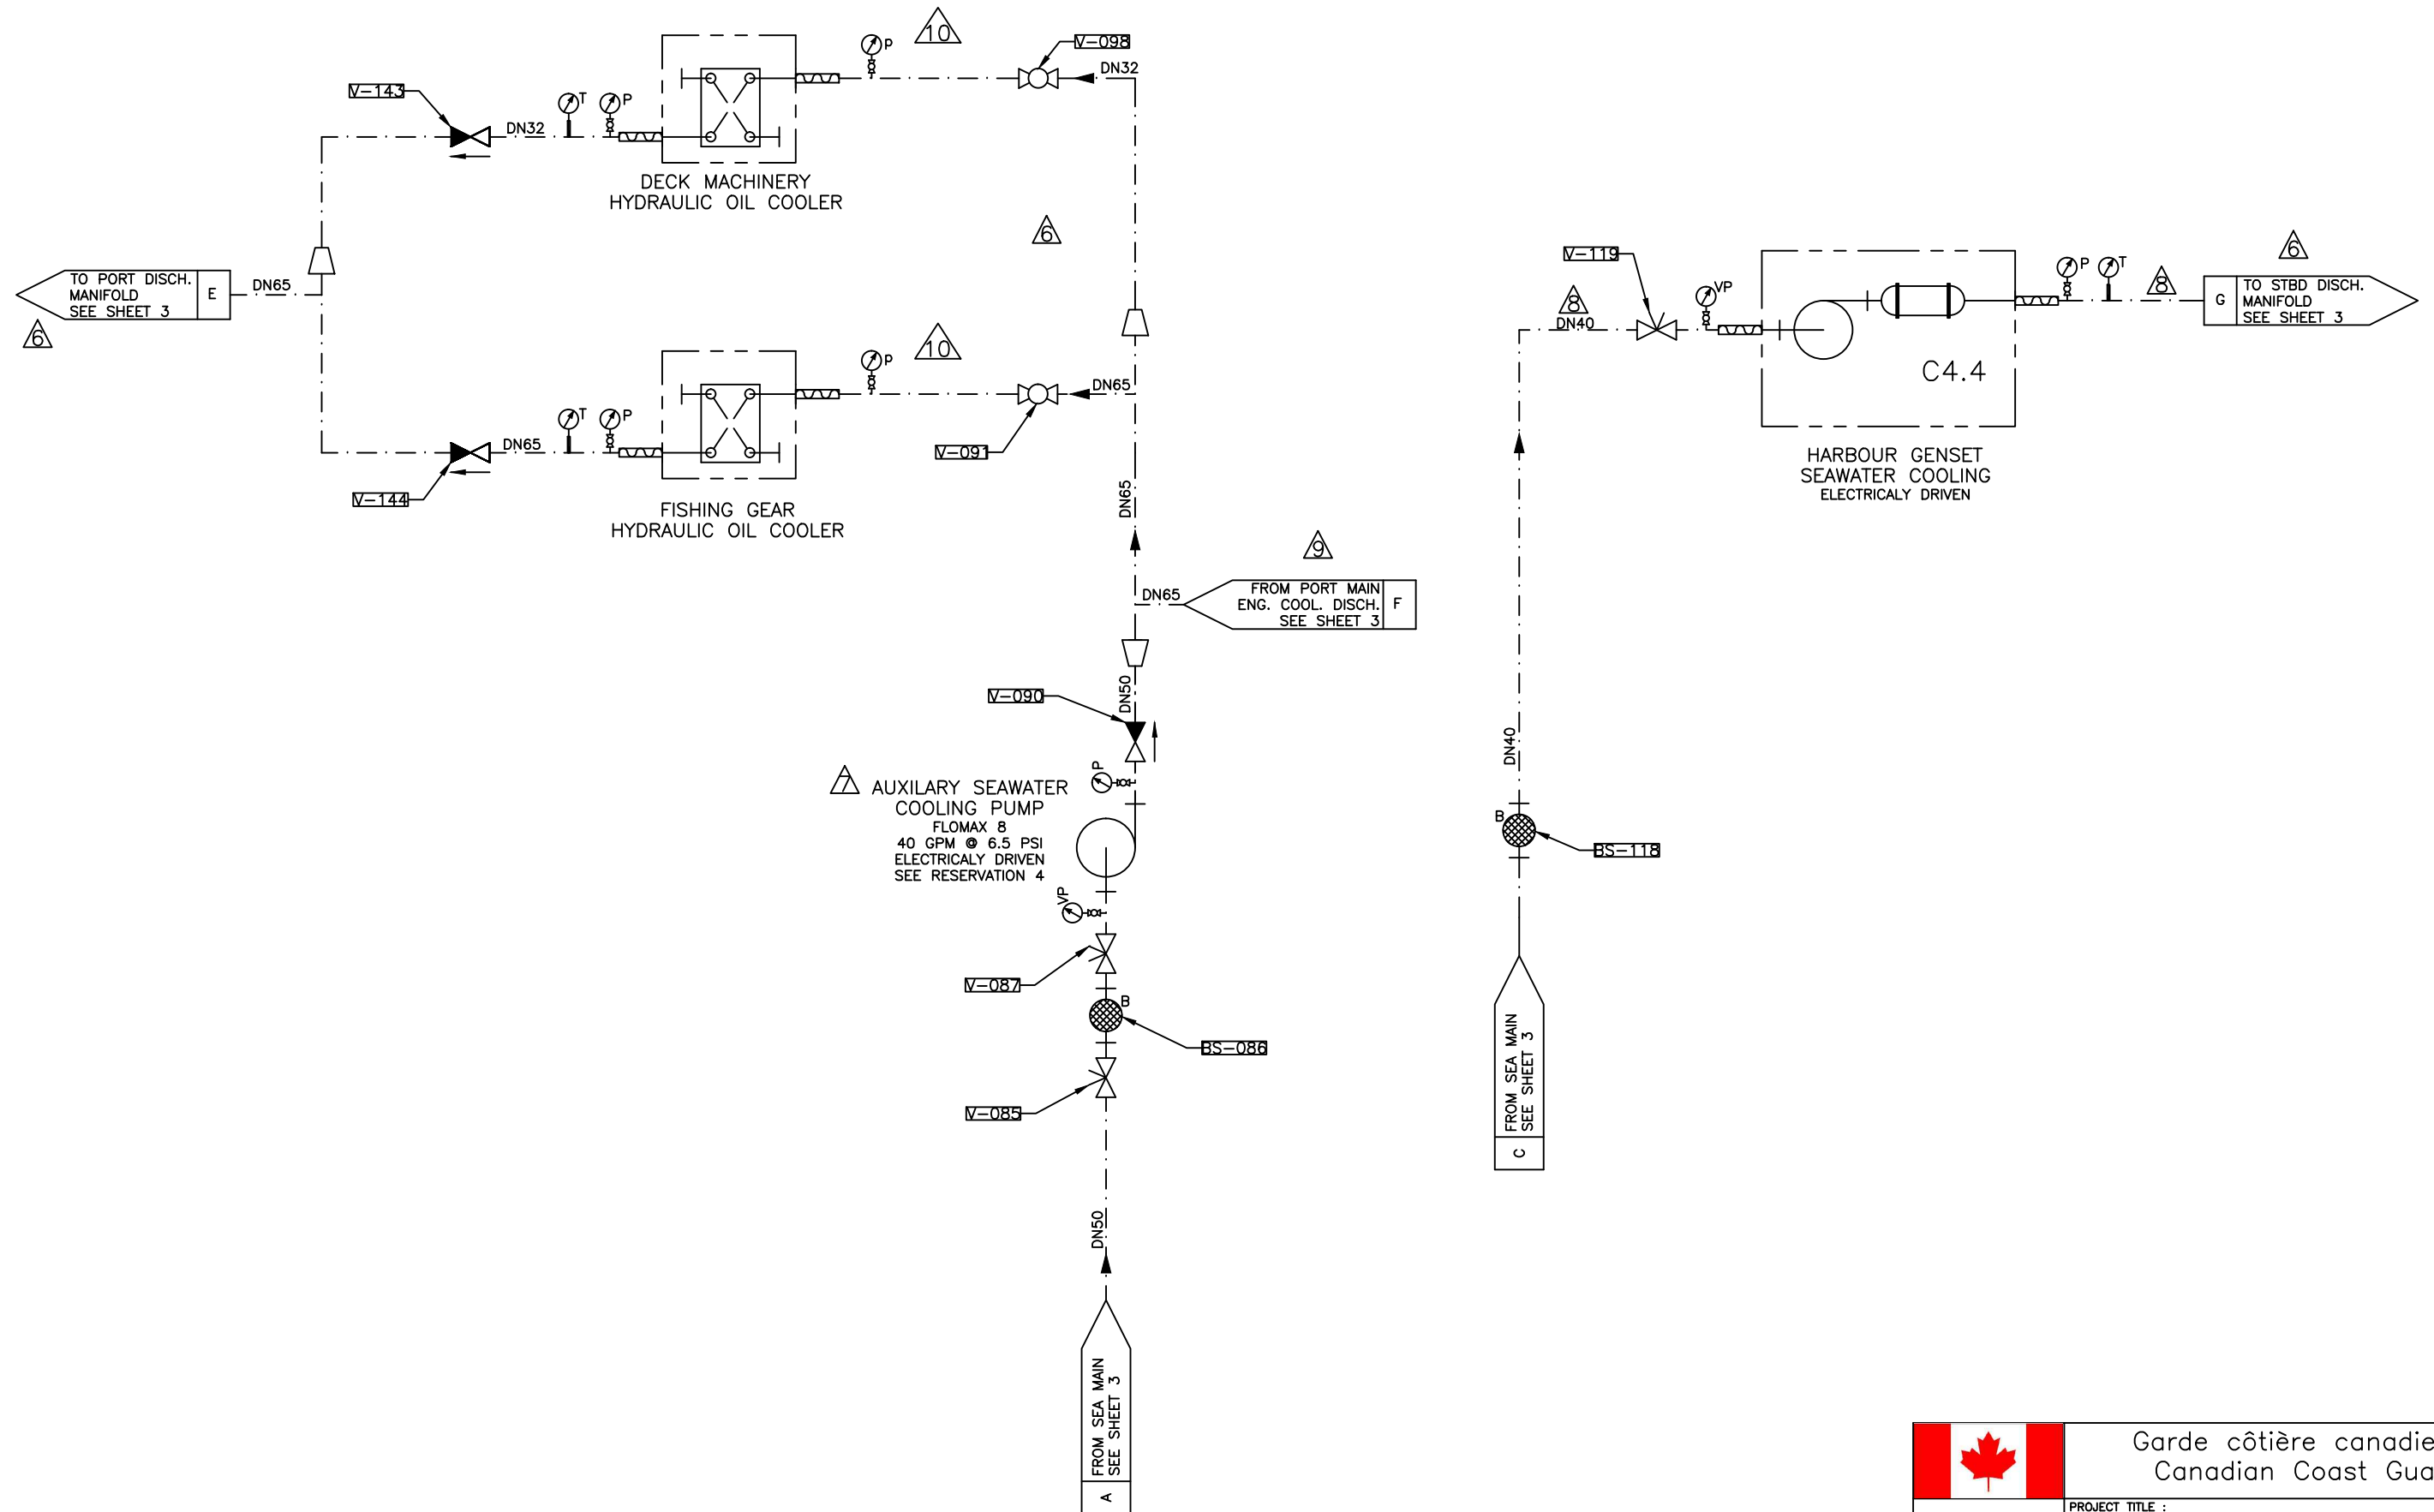 10
V-098
P
DN32
V-143
T
P
DN32
DECK MACHINERY
HYDRAULIC OIL COOLER
6
TO PORT DISCH.
MANIFOLD
SEE SHEET 3
E
DN65
6
10
P
DN65
V-091
T
P
DN65
V-144
FISHING GEAR
HYDRAULIC OIL COOLER
DN65
9
DN65
FROM PORT MAIN
ENG. COOL. DISCH.
SEE SHEET 3
F
V-090
DN50
P
7
AUXILARY SEAWATER
COOLING PUMP
FLOMAX 8
40 GPM @ 6.5 PSI
ELECTRICALY DRIVEN
SEE RESERVATION 4
VP
V-087
B
BS-086
V-085
DN50
FROM SEA MAIN
SEE SHEET 3
A
V-119
8
DN40
VP
C4.4
HARBOUR GENSET
SEAWATER COOLING
ELECTRICALY DRIVEN
P
T
8
6
G
TO STBD DISCH.
MANIFOLD
SEE SHEET 3
DN40
B
BS-118
FROM SEA MAIN
SEE SHEET 3
C
Garde côtière canadie
Canadian Coast Gua
PROJECT TITLE :